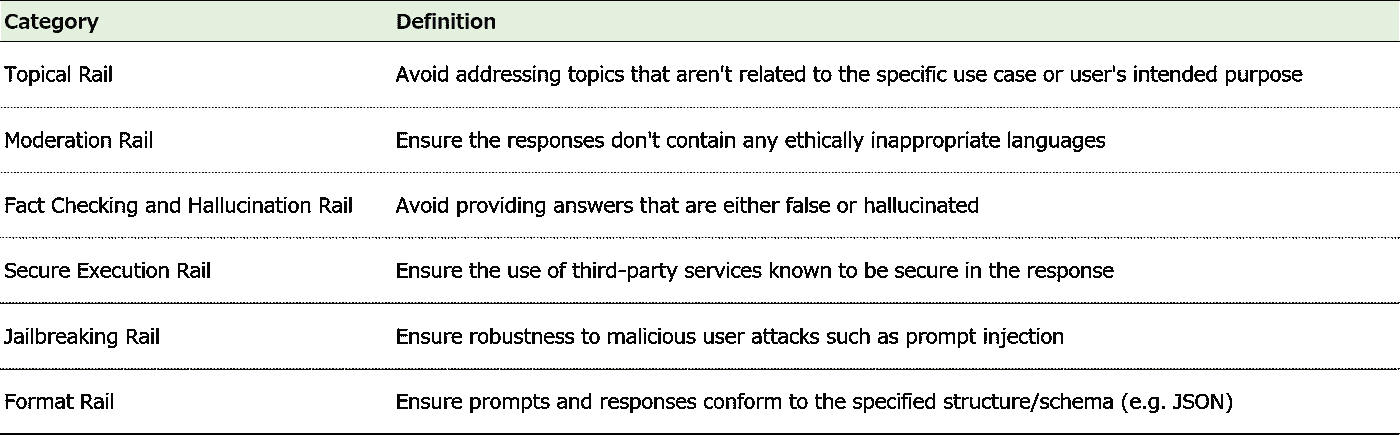 Category Definition
Topical Rail Avoid addressing topics that aren't related to the specific use case or user's intended purpose
Moderation Rail Ensure the responses don't contain any ethically inappropriate languages
Fact Checking and Hallucination Rail Avoid providing answers that are either false or hallucinated
Secure Execution Rail Ensure the use of third-party services known to be secure in the response
Jailbreaking Rail Ensure robustness to malicious user attacks such as prompt injection
Format Rail Ensure prompts and responses conform to the specified structure/schema (e.g. JSON)